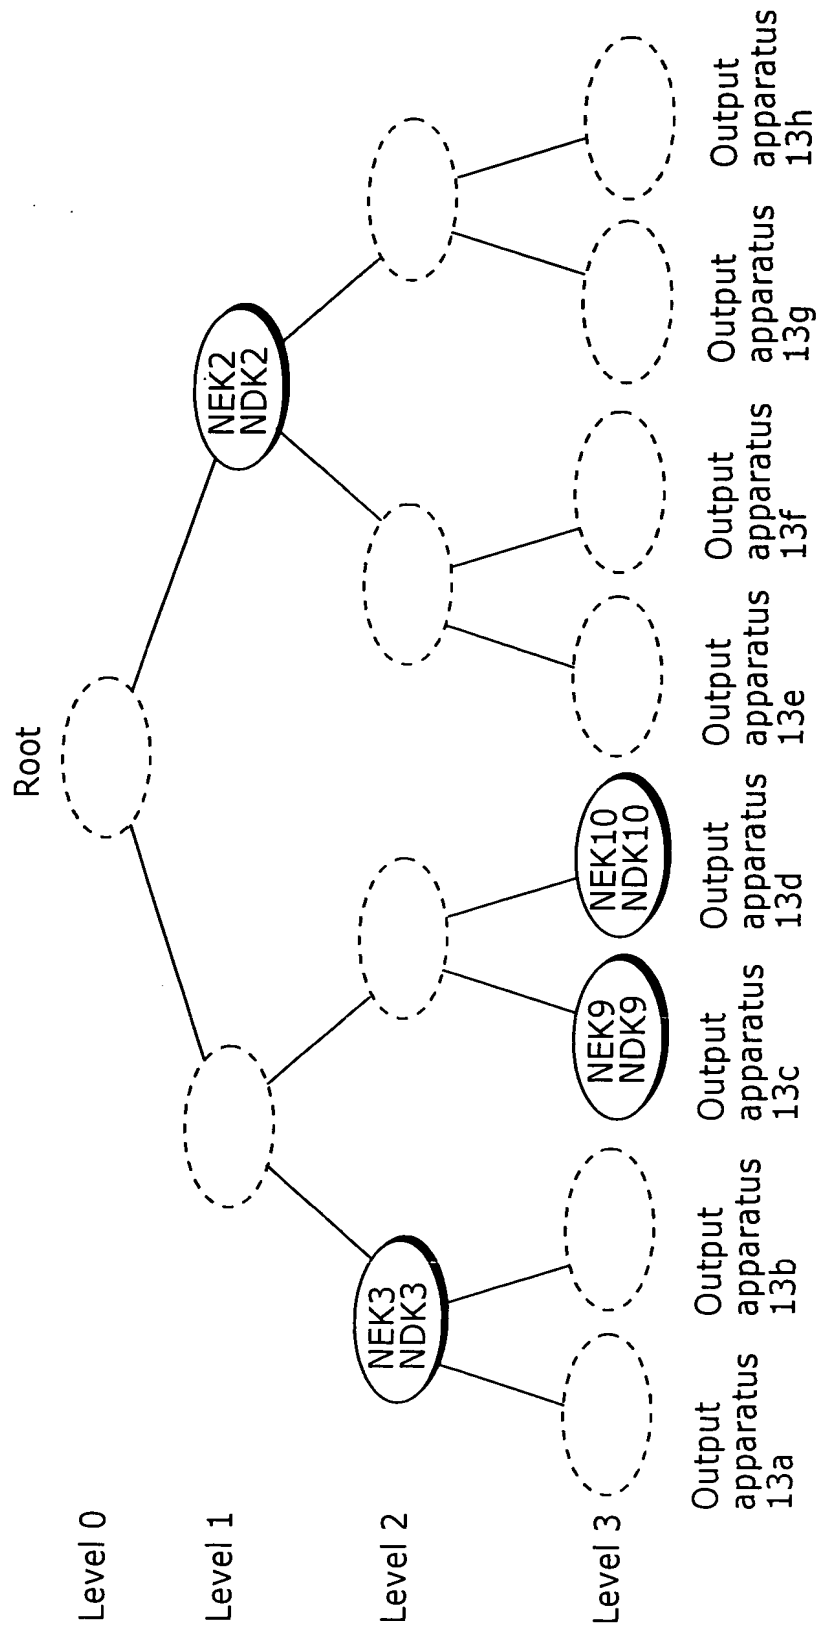 Root
Level 0
Level 1
NEK2
NDK2
Level 2
NEK3
NDK3
Level 3
NEK9
NDK9
NEK10
NDK10
Output
apparatus
13a
Output
apparatus
13b
Output
apparatus
13c
Output
apparatus
13d
Output
apparatus
13e
Output
apparatus
13f
Output
apparatus
13g
Output
apparatus
13h